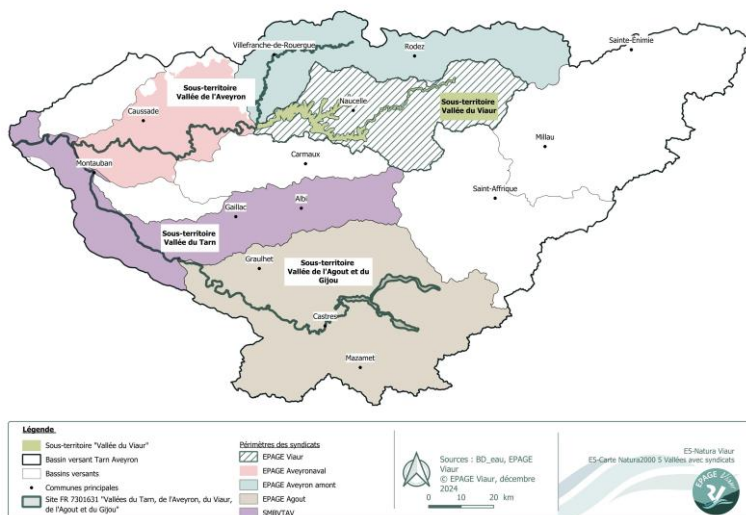 Villefranche-de-Rouergue
Rodez
Sainte-Enimie
Sous-territoire
Vallée de l'Aveyron
Caussade
Naucelle
Sous-territoire
Vallée du Viaur
Millau
Montauban
Carmaux
Saint-Affrique
Gaillac
Albi
Sous-territoire
Vallée du Tarn
Graulhet
Sous-territoire
Vallée de l'Agout et du
Gijou
Castres
Mazamet
Légende
Sous-territoire "Vallée du Viaur"
Bassin versant Tarn Aveyron
Bassins versants
Communes principales
Site FR 7301631 "Vallées du Tarn, de l'Aveyron, du Viaur,
de l'Agout et du Gijou"
Périmètres des syndicats
EPAGE Viaur
EPAGE Aveyronaval
EPAGE Aveyron amont
EPAGE Agout
SMBVTAV
Sources : BD_eau, EPAGE
Viaur
© EPAGE Viaur, décembre
2024
0 10 20 km
ES-Natura Viaur
ES-Carte Natura2000 5 Vallées avec syndicats
EPAGE Viaur